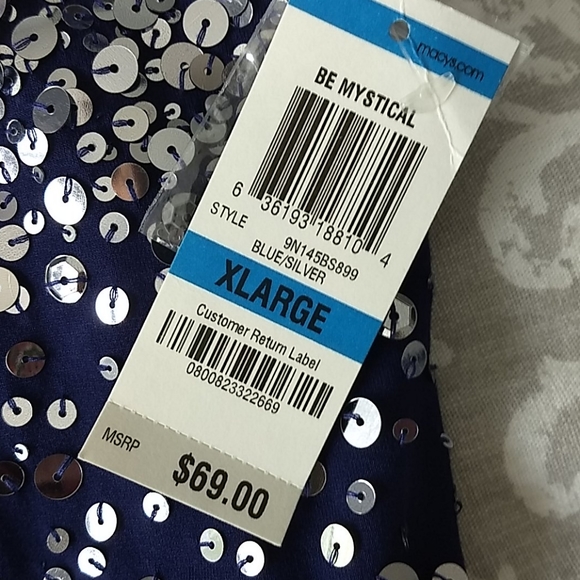 macys.com
BE MYSTICAL
6 36193 18810 4
STYLE 9N145BS899
BLUE/SILVER
XLARGE
Customer Return Label
0800823322669
MSRP $69.00